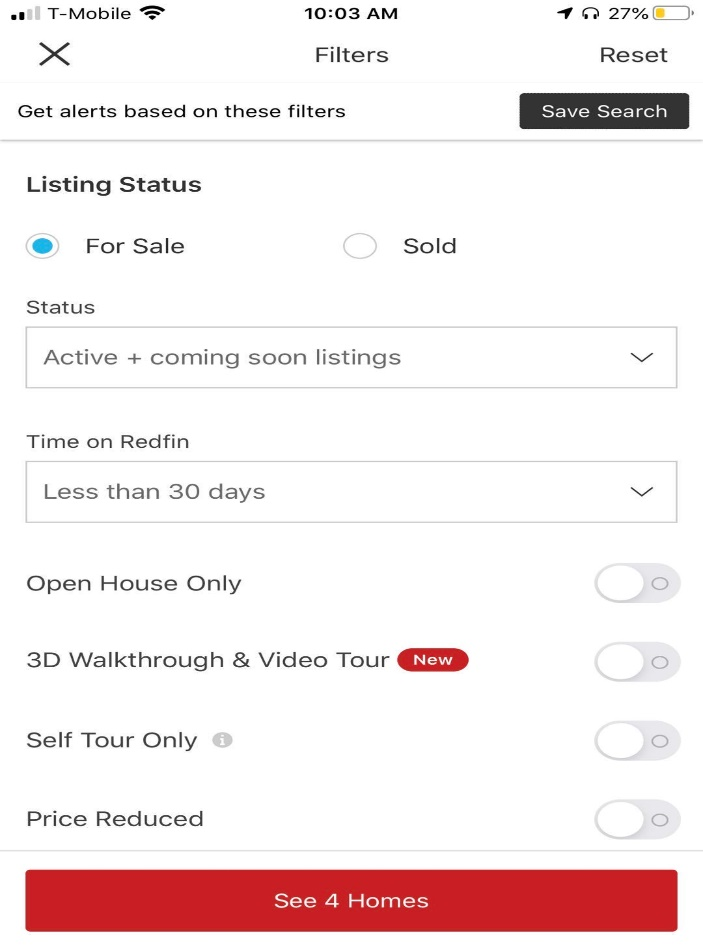 T-Mobile 10:03 AM 27%
Filters Reset
Get alerts based on these filters Save Search
Listing Status
For Sale Sold
Status
Active + coming soon listings
Time on Redfin
Less than 30 days
Open House Only
3D Walkthrough & Video Tour New
Self Tour Only
Price Reduced
See 4 Homes